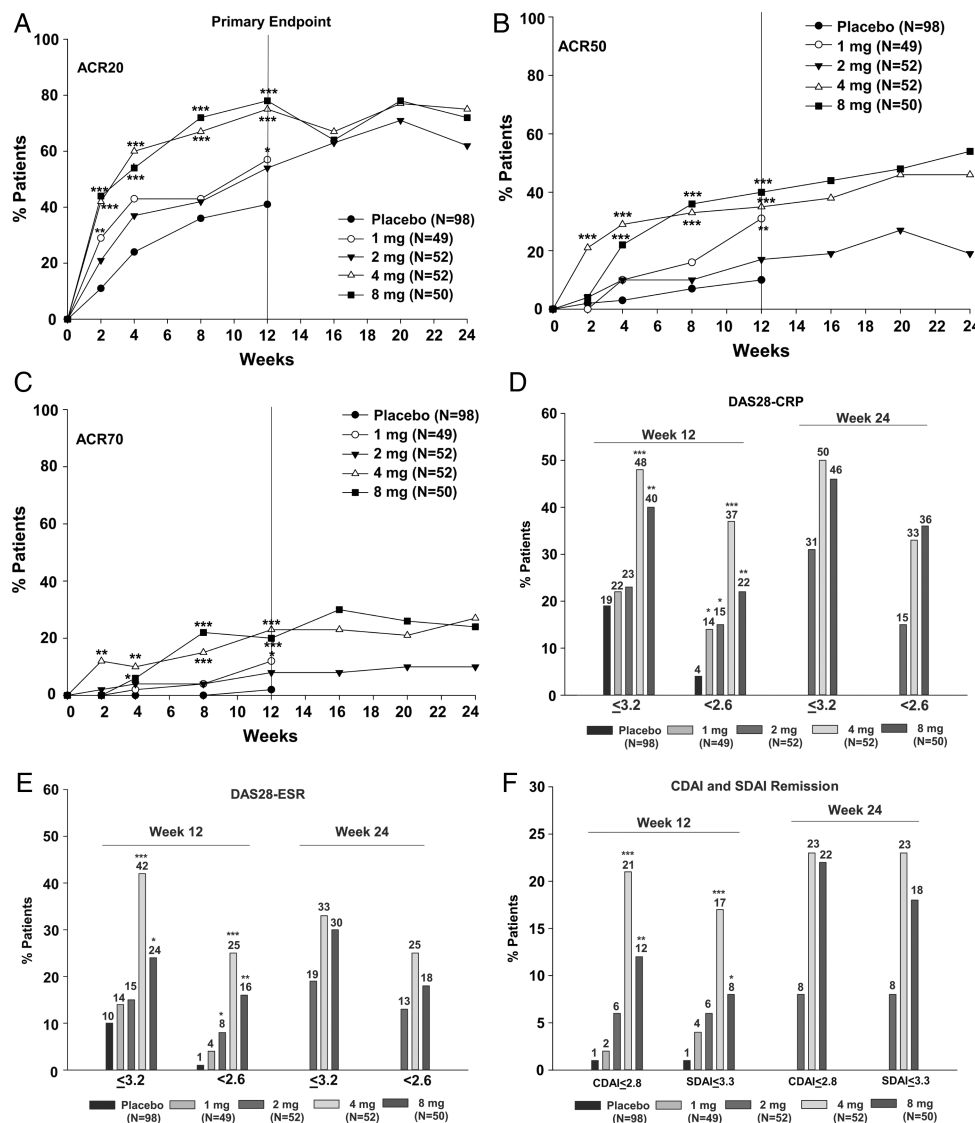 A
Primary Endpoint
ACR20
100
80
60
40
20
0
% Patients
***
***
***
***
***
***
***
***
**
*
Placebo (N=98)
1 mg (N=49)
2 mg (N=52)
4 mg (N=52)
8 mg (N=50)
0 2 4 6 8 10 12 14 16 18 20 22 24
Weeks
B
ACR50
100
80
60
40
20
0
% Patients
Placebo (N=98)
1 mg (N=49)
2 mg (N=52)
4 mg (N=52)
8 mg (N=50)
***
***
***
***
***
***
***
**
0 2 4 6 8 10 12 14 16 18 20 22 24
Weeks
C
ACR70
100
80
60
40
20
0
% Patients
Placebo (N=98)
1 mg (N=49)
2 mg (N=52)
4 mg (N=52)
8 mg (N=50)
**
**
*
***
***
***
***
*
0 2 4 6 8 10 12 14 16 18 20 22 24
Weeks
D
DAS28-CRP
Week 12
Week 24
60
50
40
30
20
10
0
% Patients
*** ** * * *** **
19 22 23 48 40 4 14 15 37 22 31 50 46 15 33 36
≤3.2 <2.6 ≤3.2 <2.6
Placebo 1 mg 2 mg 4 mg 8 mg
(N=98) (N=49) (N=52) (N=52) (N=50)
E
DAS28-ESR
Week 12
Week 24
60
50
40
30
20
10
0
% Patients
*** * * *** **
10 14 15 42 24 1 4 8 25 16 19 33 30 13 25 18
≤3.2 <2.6 ≤3.2 <2.6
Placebo 1 mg 2 mg 4 mg 8 mg
(N=98) (N=49) (N=52) (N=52) (N=50)
F
CDAI and SDAI Remission
Week 12
Week 24
30
25
20
15
10
5
0
% Patients
*** ** *** *
1 2 6 21 12 1 4 6 17 8 8 23 22 8 23 18
CDAI≤2.8 SDAI≤3.3 CDAI≤2.8 SDAI≤3.3
Placebo 1 mg 2 mg 4 mg 8 mg
(N=98) (N=49) (N=52) (N=52) (N=50)